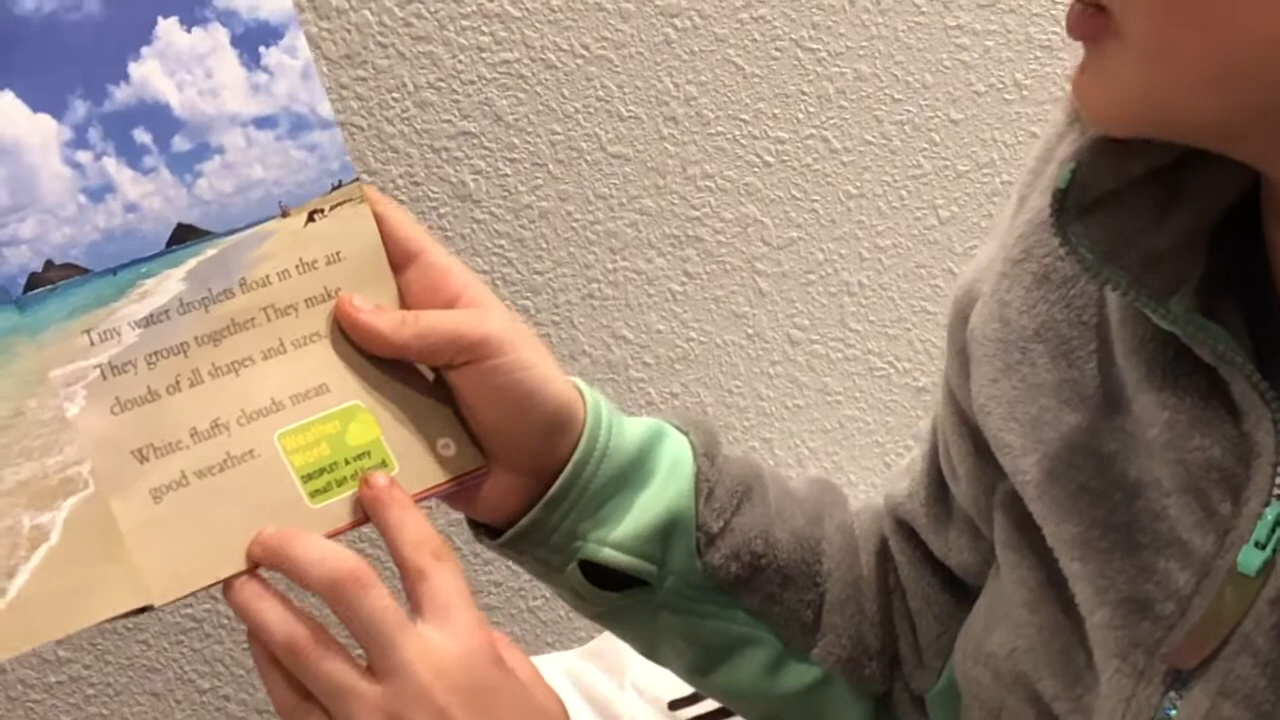 Tiny water droplets float in the air.
They group together. They make
clouds of all shapes and sizes.
White, fluffy clouds mean
good weather.
Weather
Word
DROPLET: A very
small bit of liquid